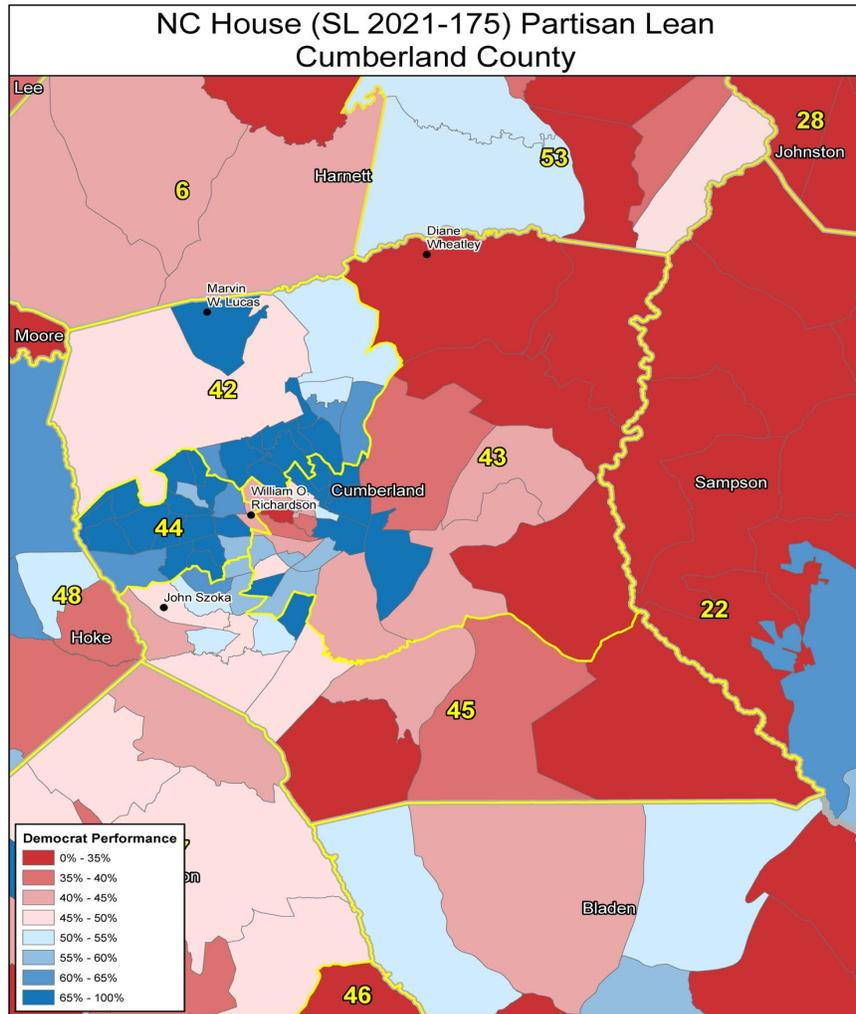 NC House (SL 2021-175) Partisan Lean
Cumberland County
Lee
28
Johnston
53
6
Harnett
Diane
Wheatley
Marvin
W. Lucas
Moore
42
43
Sampson
William O.
Richardson
Cumberland
44
48
John Szoka
22
Hoke
45
Democrat Performance
0% - 35%
35% - 40%
40% - 45%
45% - 50%
50% - 55%
55% - 60%
60% - 65%
65% - 100%
on
Bladen
46